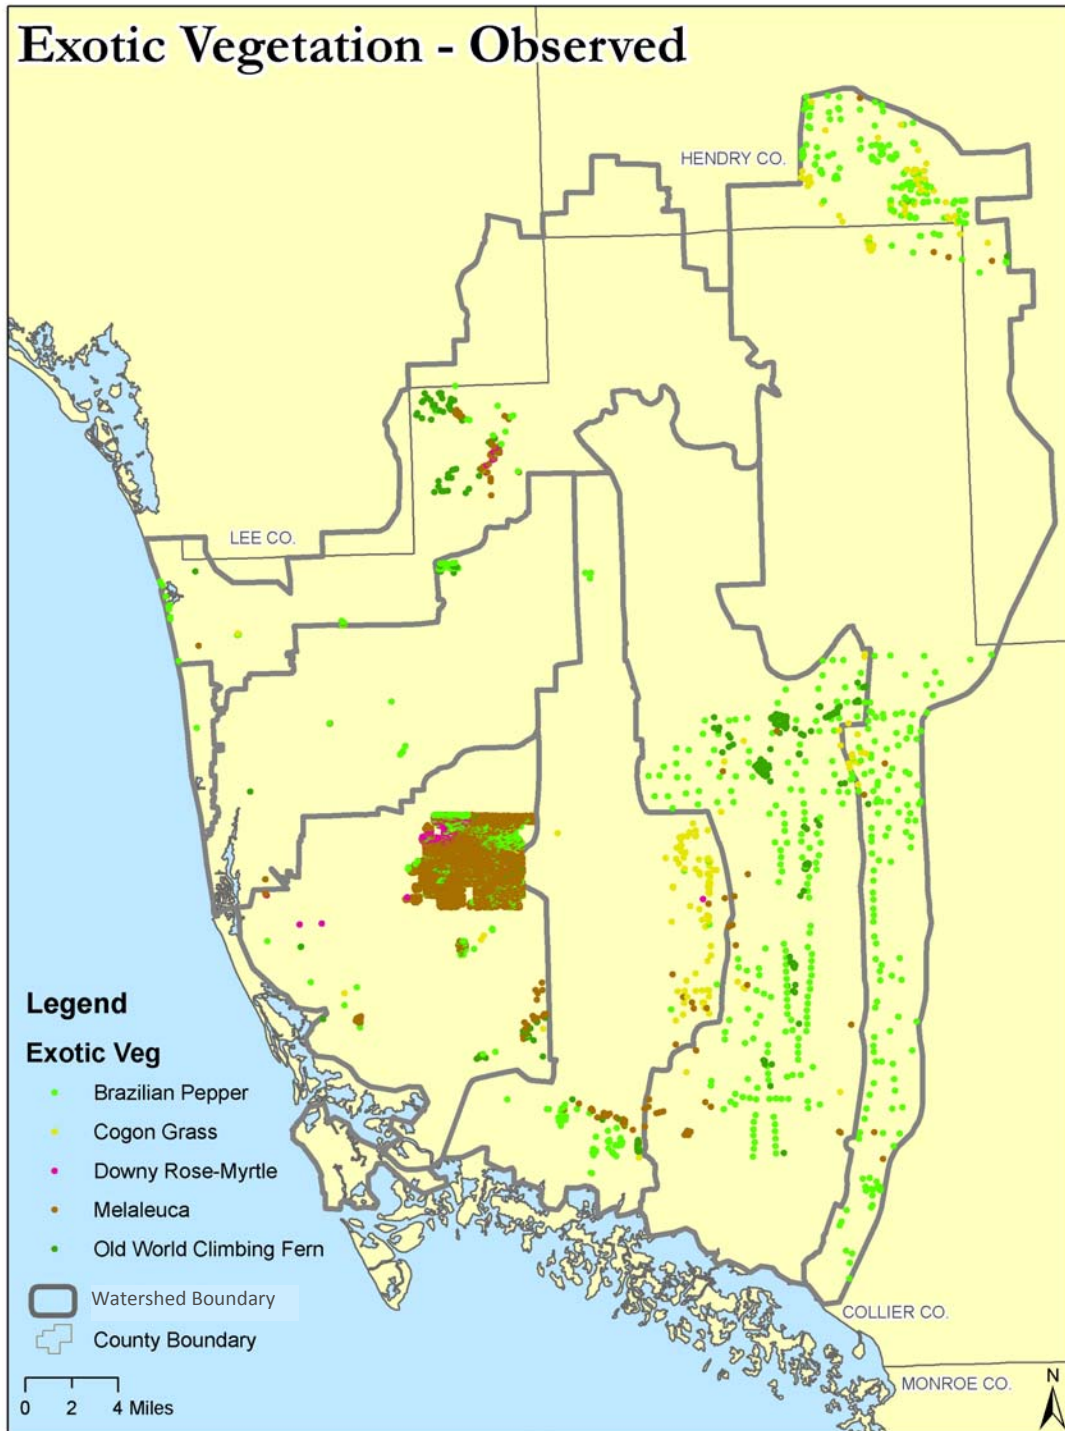 Exotic Vegetation - Observed
HENDRY CO.
LEE CO.
Legend
Exotic Veg
Brazilian Pepper
Cogon Grass
Downy Rose-Myrtle
Melaleuca
Old World Climbing Fern
Watershed Boundary
County Boundary
0 2 4 Miles
COLLIER CO.
MONROE CO.
N